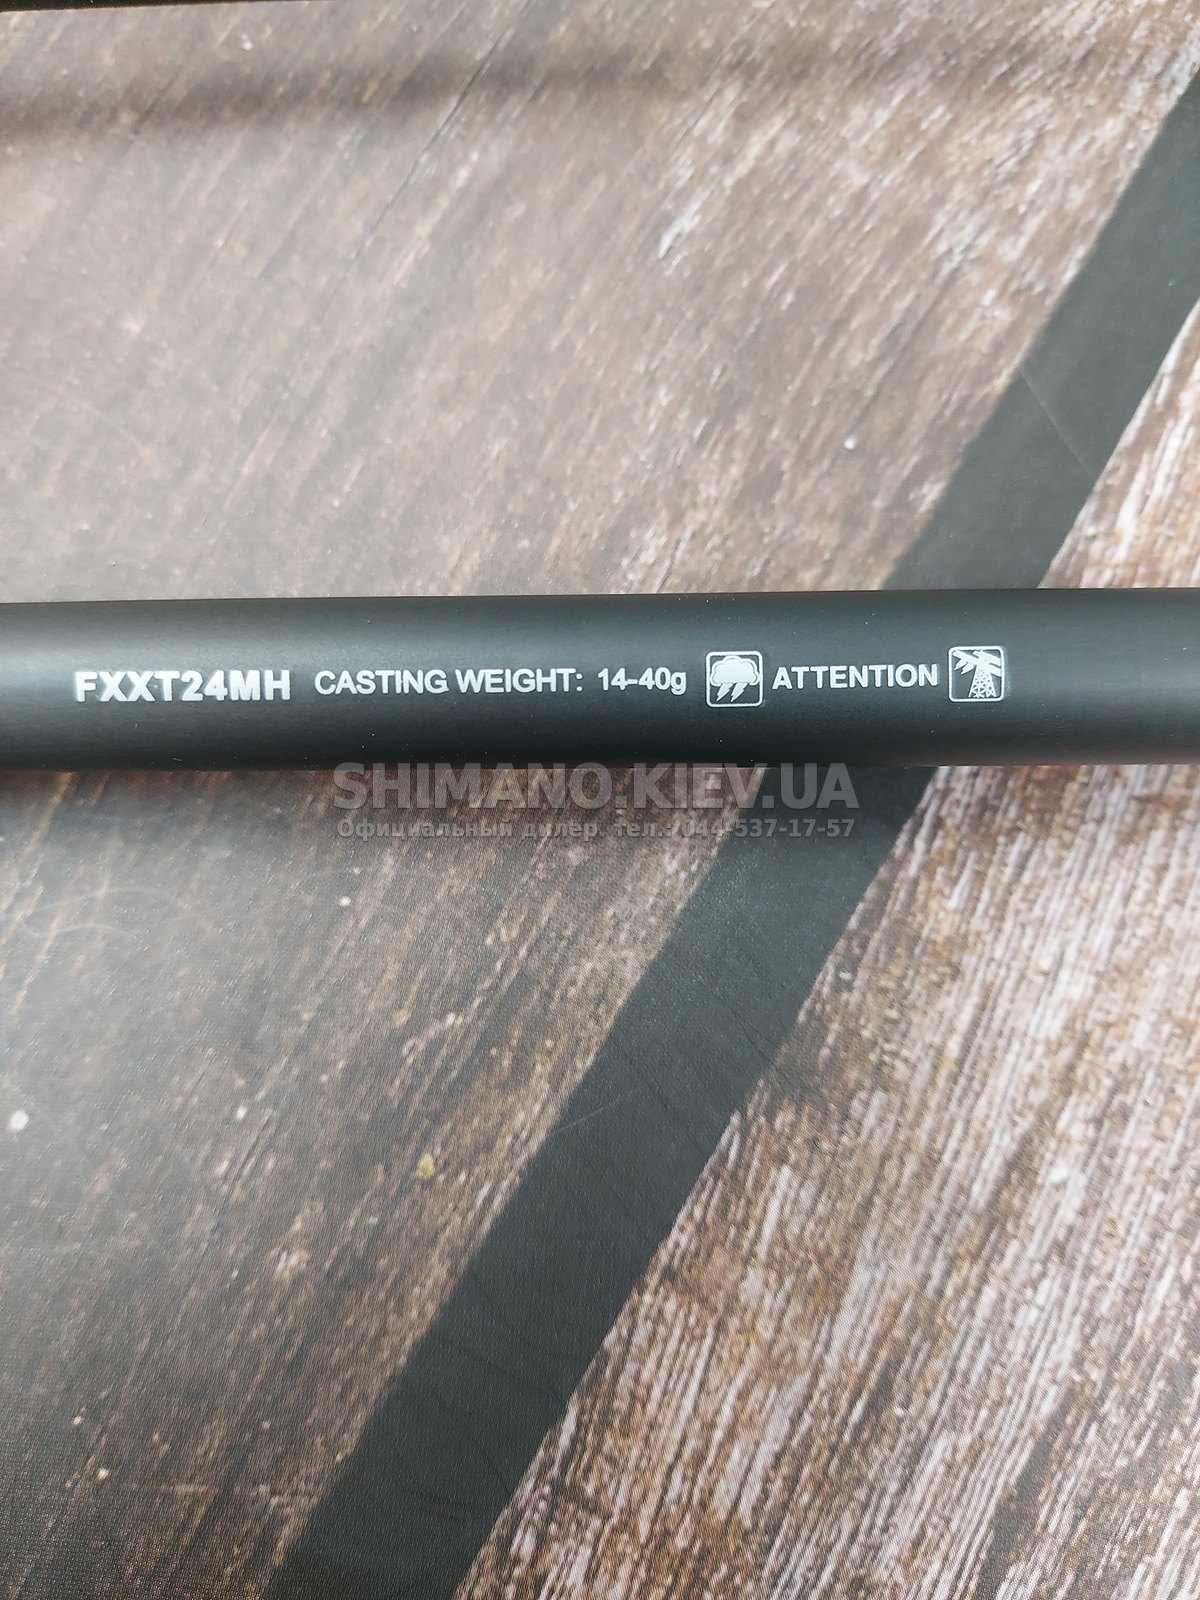 FXXT24MH CASTING WEIGHT: 14-40g ATTENTION
SHIMANO.KIEV.UA
Официальный дилер. тел.: 044-537-17-57